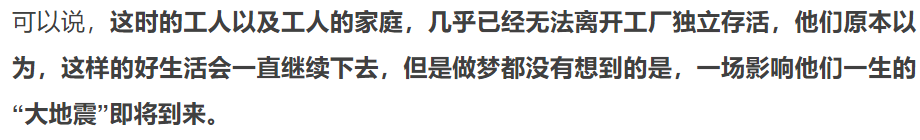 可以说，这时的工人以及工人的家庭，几乎已经无法离开工厂独立存活，他们原本以
为，这样的好生活会一直继续下去，但是做梦都没有想到的是，一场影响他们一生的
“大地震”即将到来。